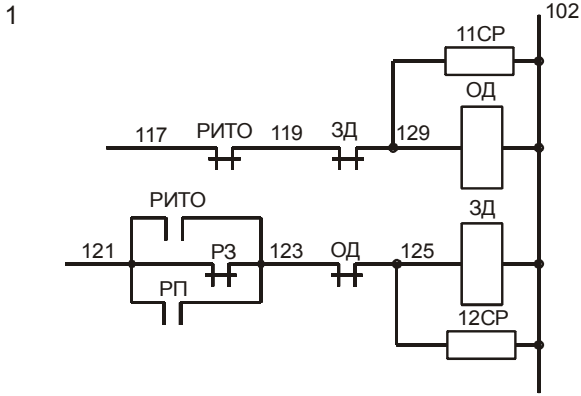 1
102
11СР
ОД
117 РИТО 119 ЗД 129
РИТО
ЗД
121 РЗ 123 ОД 125
РП
12СР